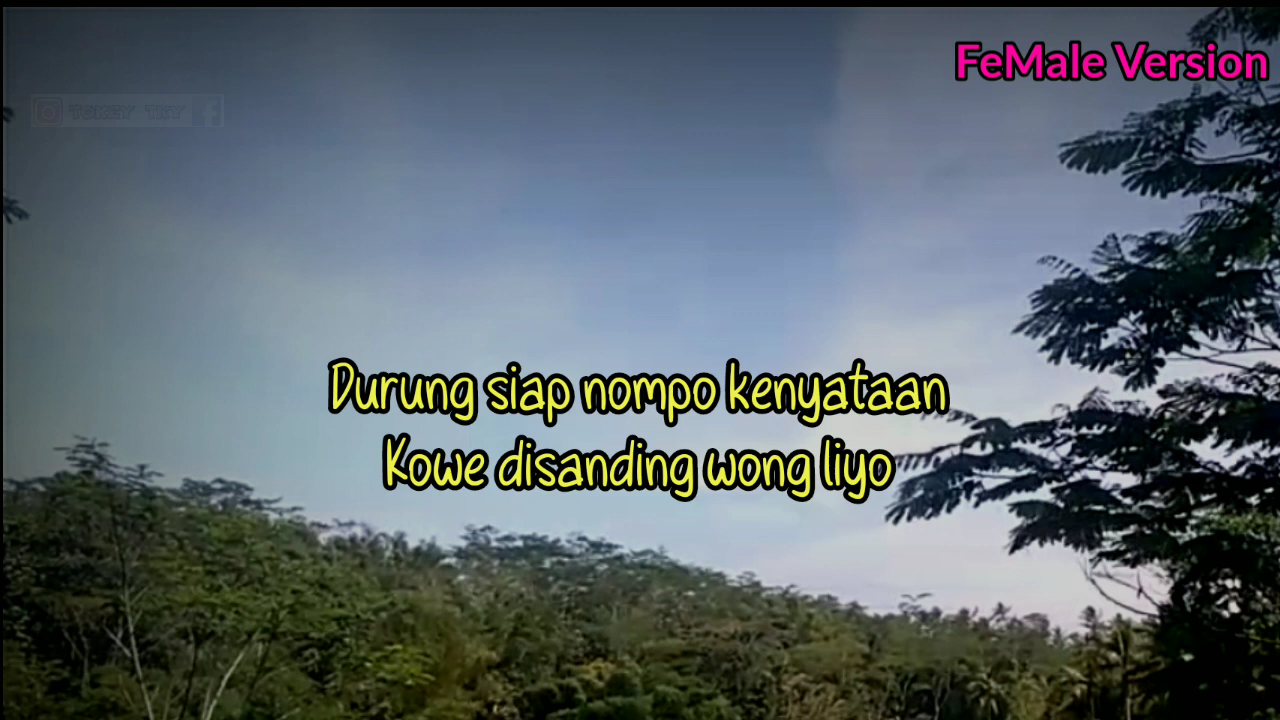 FeMale Version
Durung siap nompo kenyataan
Kowe disanding wong liyo